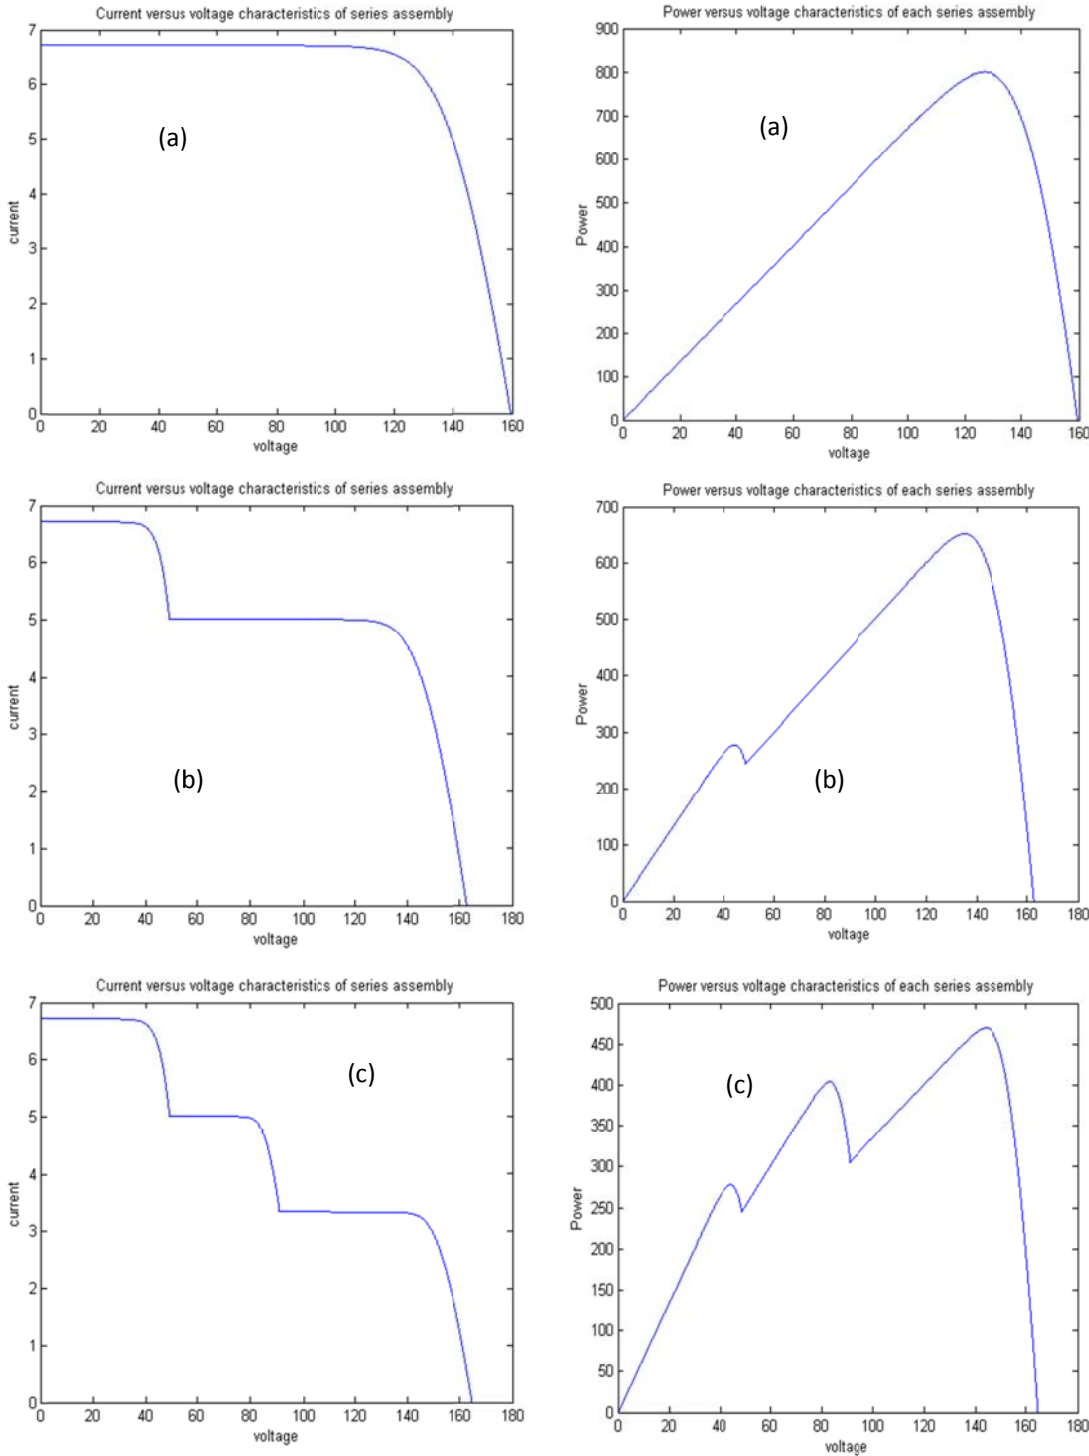 Current versus voltage characteristics of series assembly
7
6
5
4
3
2
1
0
current
(a)
0 20 40 60 80 100 120 140 160
voltage
Power versus voltage characteristics of each series assembly
900
800
700
600
500
400
300
200
100
0
Power
(a)
0 20 40 60 80 100 120 140 160
voltage
Current versus voltage characteristics of series assembly
7
6
5
4
3
2
1
0
current
(b)
0 20 40 60 80 100 120 140 160 180
voltage
Power versus voltage characteristics of each series assembly
700
600
500
400
300
200
100
0
Power
(b)
0 20 40 60 80 100 120 140 160 180
voltage
Current versus voltage characteristics of series assembly
7
6
5
4
3
2
1
0
current
(c)
0 20 40 60 80 100 120 140 160 180
voltage
Power versus voltage characteristics of each series assembly
500
450
400
350
300
250
200
150
100
50
0
Power
(c)
0 20 40 60 80 100 120 140 160 180
voltage